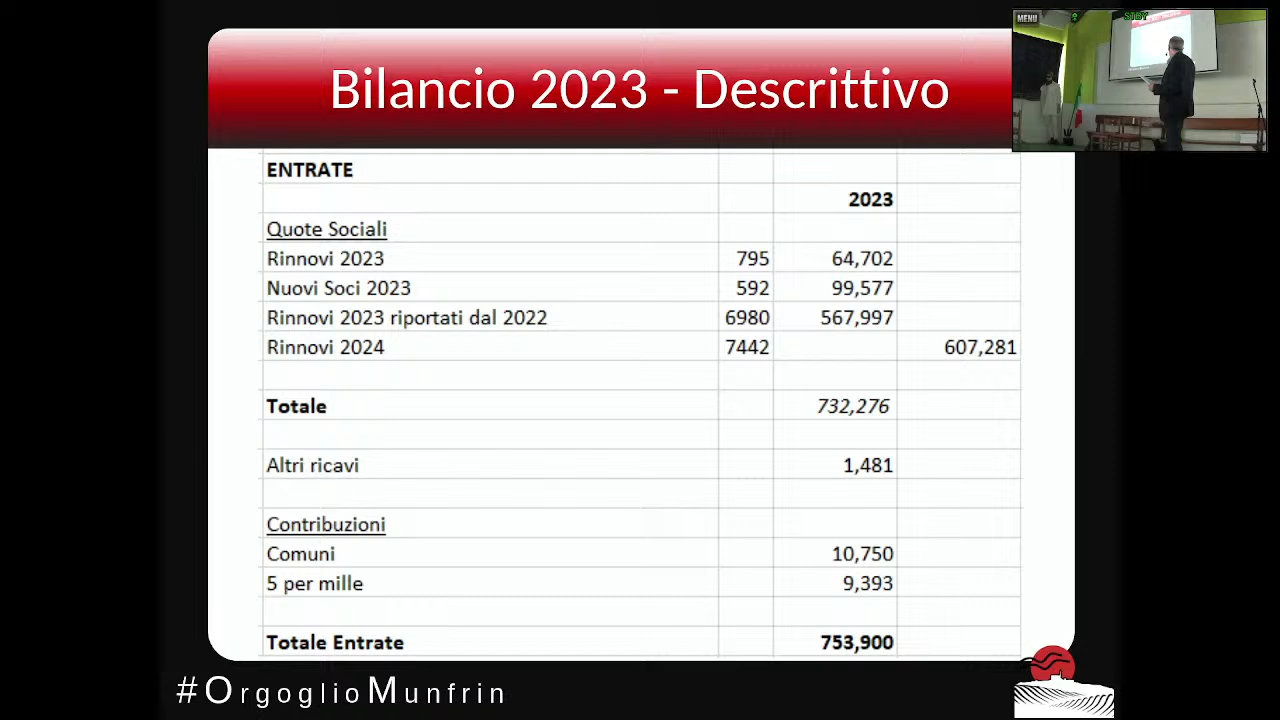 Bilancio 2023 - Descrittivo
MENU
STBY
ENTRATE
2023
Quote Sociali
Rinnovi 2023 795 64,702
Nuovi Soci 2023 592 99,577
Rinnovi 2023 riportati dal 2022 6980 567,997
Rinnovi 2024 7442 607,281
Totale 732,276
Altri ricavi 1,481
Contribuzioni
Comuni 10,750
5 per mille 9,393
Totale Entrate 753,900
#OrgoglioMunfrin